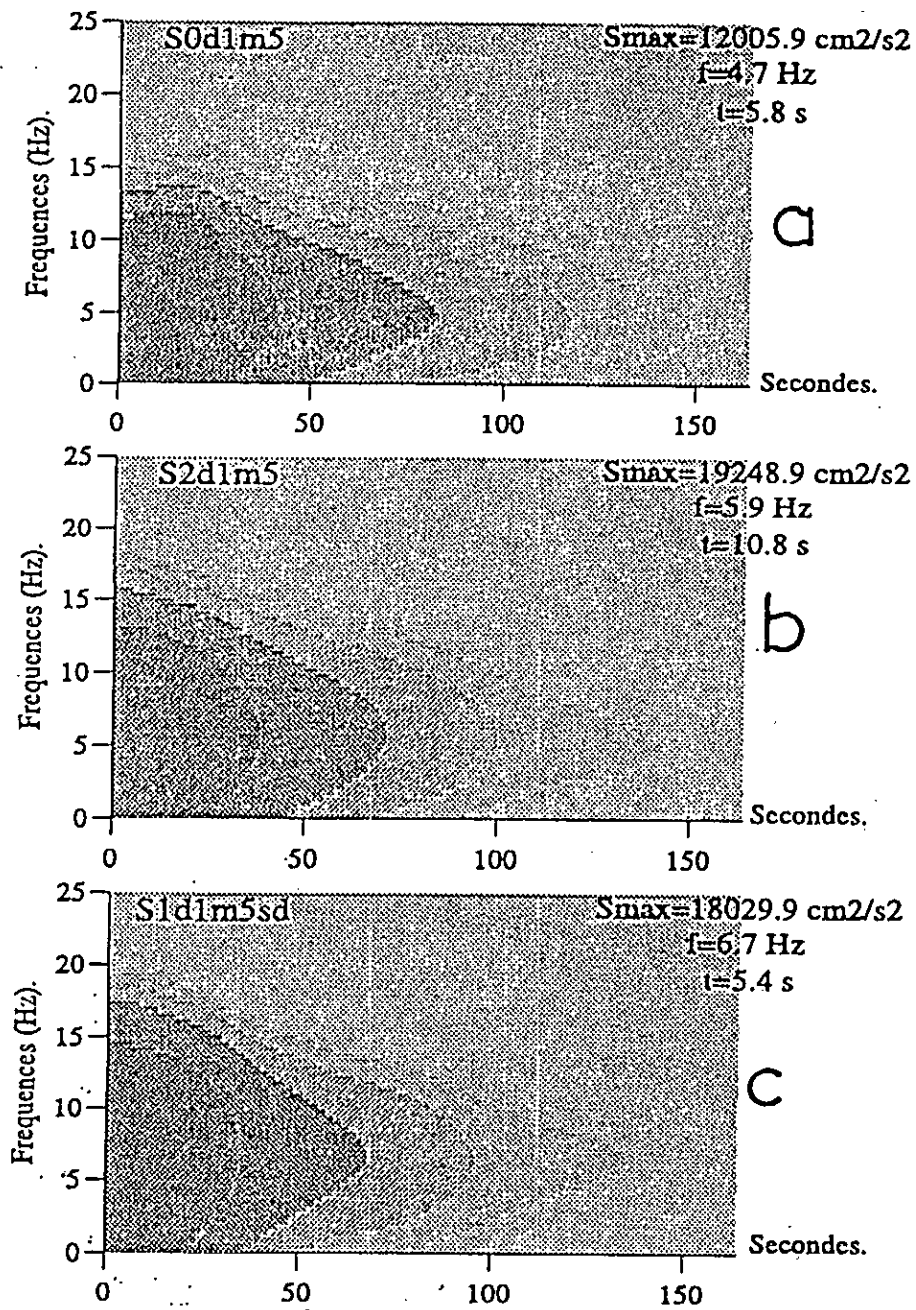 25
S0d1m5
Smax=12005.9 cm2/s2
f=4.7 Hz
t=5.8 s
20
15
10
5
0
Frequences (Hz).
a
Secondes.
0 50 100 150
25
S2d1m5
Smax=19248.9 cm2/s2
f=5.9 Hz
t=10.8 s
20
15
10
5
0
Frequences (Hz).
b
Secondes.
0 50 100 150
25
S1d1m5sd
Smax=18029.9 cm2/s2
f=6.7 Hz
t=5.4 s
20
15
10
5
0
Frequences (Hz).
c
Secondes.
0 50 100 150